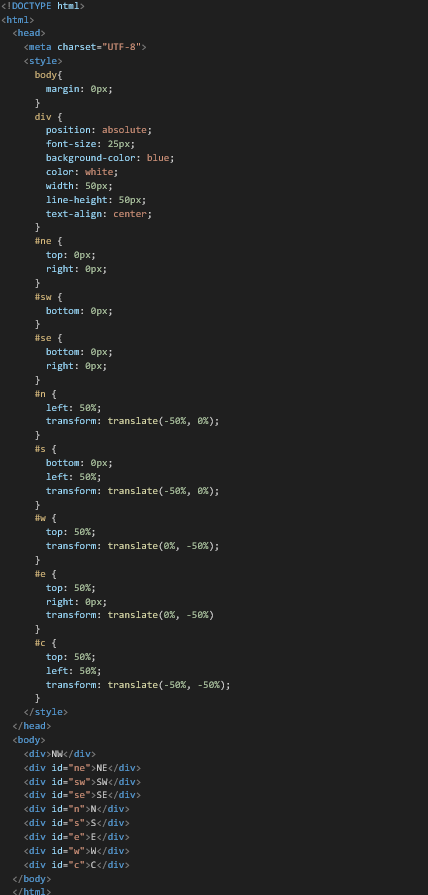 <!DOCTYPE html>
<html>
  <head>
    <meta charset="UTF-8">
    <style>
      body{
        margin: 0px;
      }
      div {
        position: absolute;
        font-size: 25px;
        background-color: blue;
        color: white;
        width: 50px;
        line-height: 50px;
        text-align: center;
      }
      #ne {
        top: 0px;
        right: 0px;
      }
      #sw {
        bottom: 0px;
      }
      #se {
        bottom: 0px;
        right: 0px;
      }
      #n {
        left: 50%;
        transform: translate(-50%, 0%);
      }
      #s {
        bottom: 0px;
        left: 50%;
        transform: translate(-50%, 0%);
      }
      #w {
        top: 50%;
        transform: translate(0%, -50%);
      }
      #e {
        top: 50%;
        right: 0px;
        transform: translate(0%, -50%)
      }
      #c {
        top: 50%;
        left: 50%;
        transform: translate(-50%, -50%);
      }
    </style>
  </head>
  <body>
    <div>NW</div>
    <div id="ne">NE</div>
    <div id="sw">SW</div>
    <div id="se">SE</div>
    <div id="n">N</div>
    <div id="s">S</div>
    <div id="e">E</div>
    <div id="w">W</div>
    <div id="c">C</div>
  </body>
  </html>